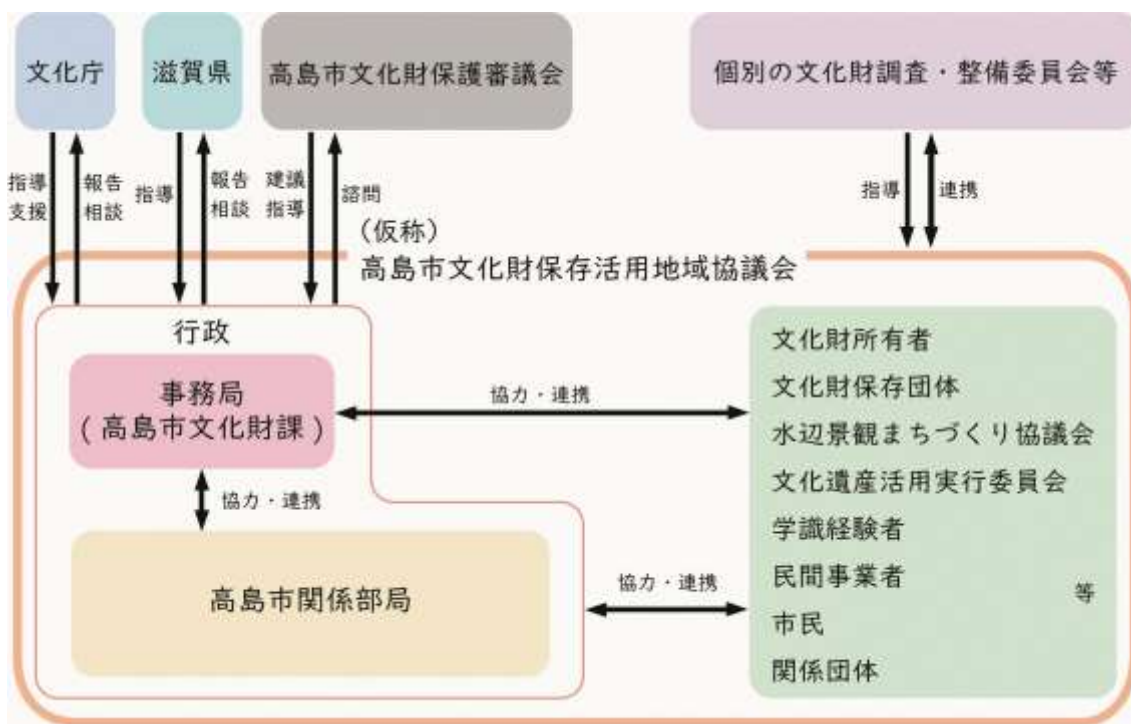 文化庁
滋賀県
高島市文化財保護審議会
個別の文化財調査・整備委員会等
指導
支援
報告
相談
指導
報告
相談
建議
指導
諮問
指導
連携
(仮称)
高島市文化財保存活用地域協議会
行政
事務局
(高島市文化財課)
協力・連携
協力・連携
高島市関係部局
協力・連携
文化財所有者
文化財保存団体
水辺景観まちづくり協議会
文化遺産活用実行委員会
学識経験者
民間事業者
等
市民
関係団体